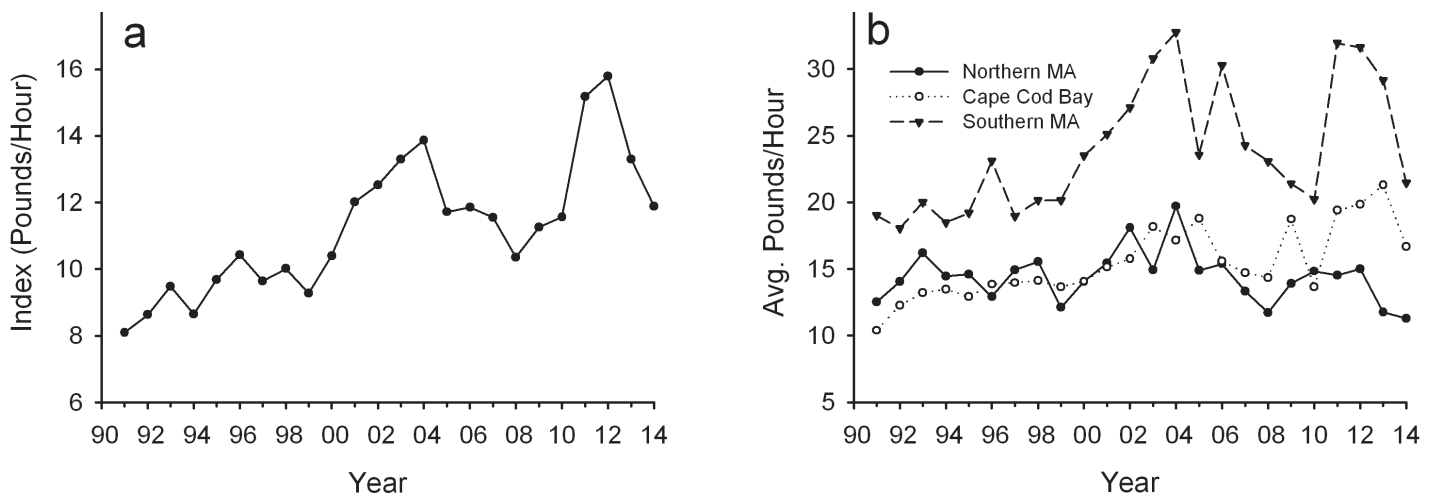 a
Index (Pounds/Hour)
16
14
12
10
8
6
90 92 94 96 98 00 02 04 06 08 10 12 14
Year
b
Avg. Pounds/Hour
Northern MA
Cape Cod Bay
Southern MA
30
25
20
15
10
5
90 92 94 96 98 00 02 04 06 08 10 12 14
Year